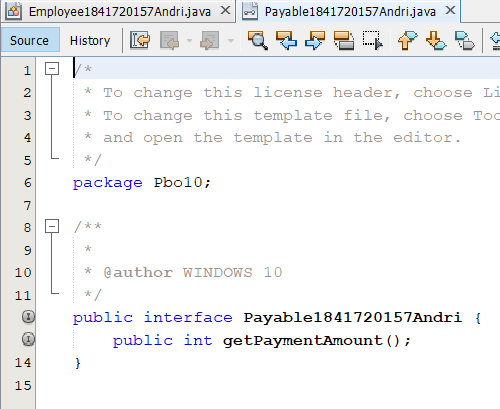 Employee1841720157Andri.java Payable1841720157Andri.java
Source History
1 /*
2 * To change this license header, choose Li
3 * To change this template file, choose Too
4 * and open the template in the editor.
5 */
6 package Pbo10;
7
8 /**
9 *
10 * @author WINDOWS 10
11 */
public interface Payable1841720157Andri {
public int getPaymentAmount();
14 }
15